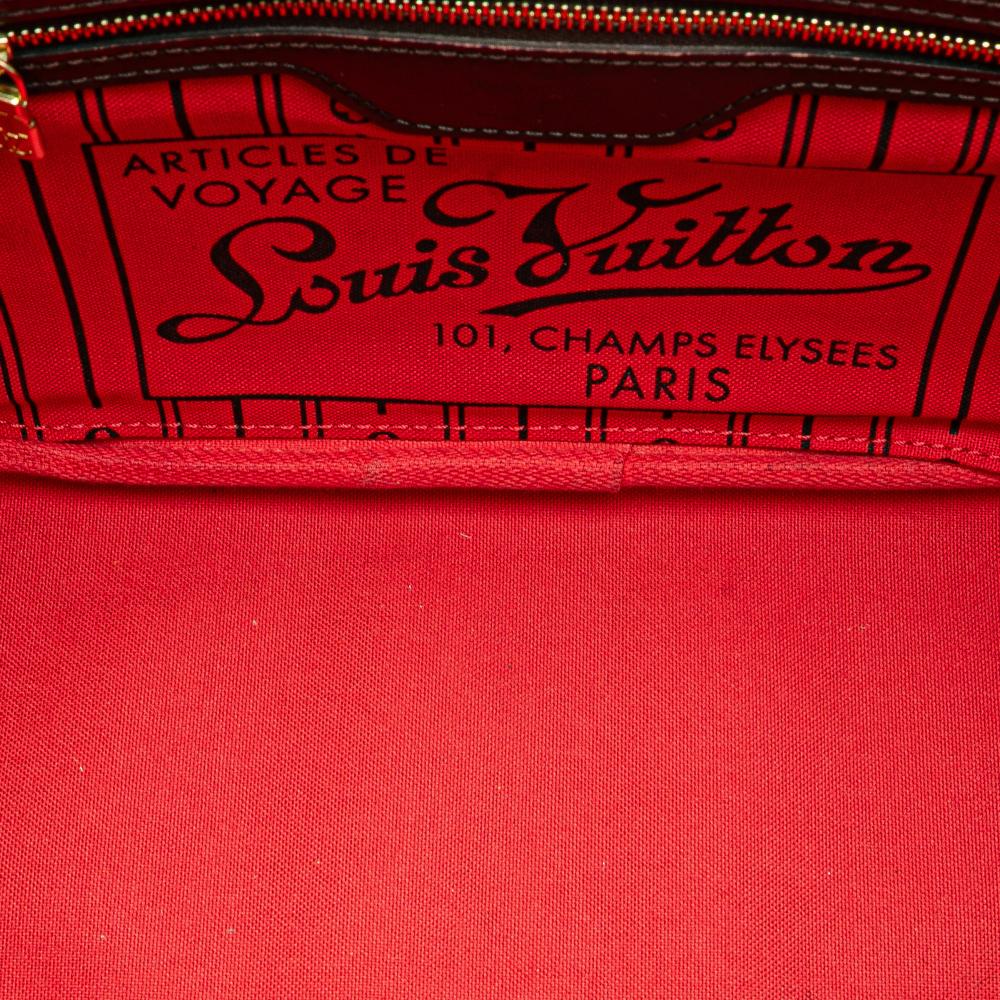 ARTICLES DE
VOYAGE
Louis Vuitton
101, CHAMPS ELYSEES
PARIS